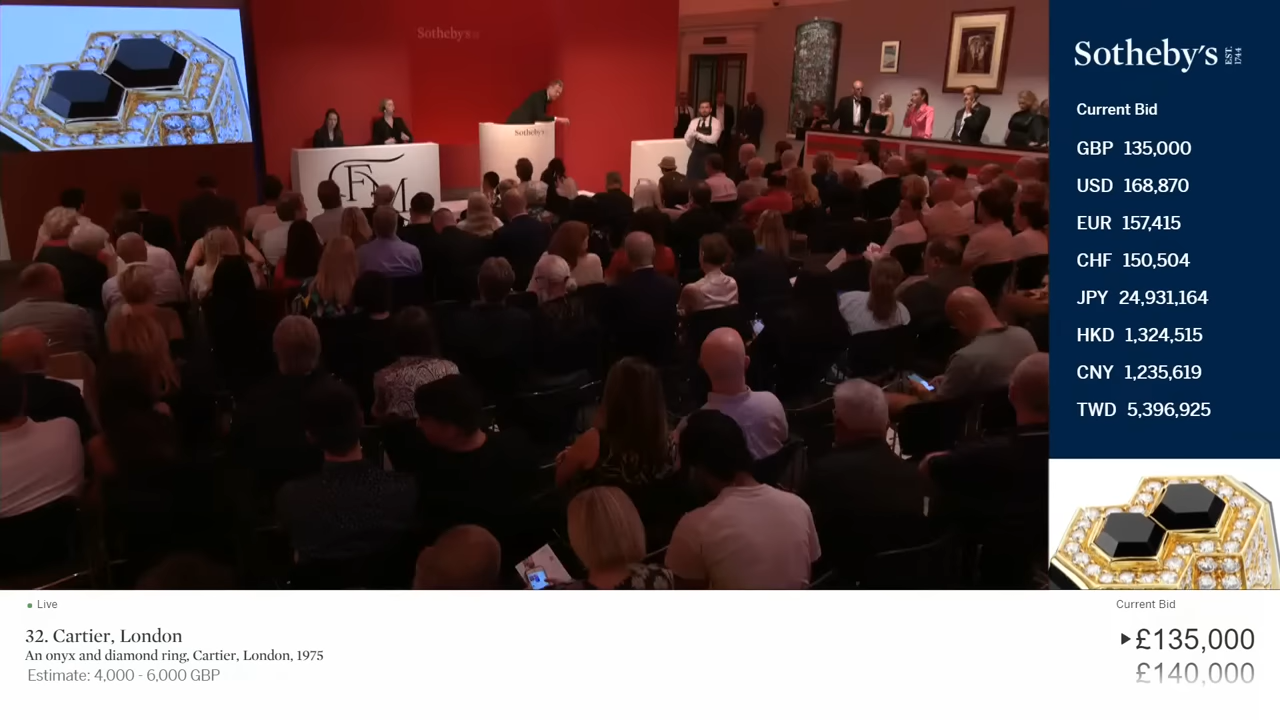 Sotheby's
Sotheby's
FM
Sotheby's EST. 1744
Current Bid
GBP 135,000
USD 168,870
EUR 157,415
CHF 150,504
JPY 24,931,164
HKD 1,324,515
CNY 1,235,619
TWD 5,396,925
Live
32. Cartier, London
An onyx and diamond ring, Cartier, London, 1975
Estimate: 4,000 - 6,000 GBP
Current Bid
£135,000
£140,000